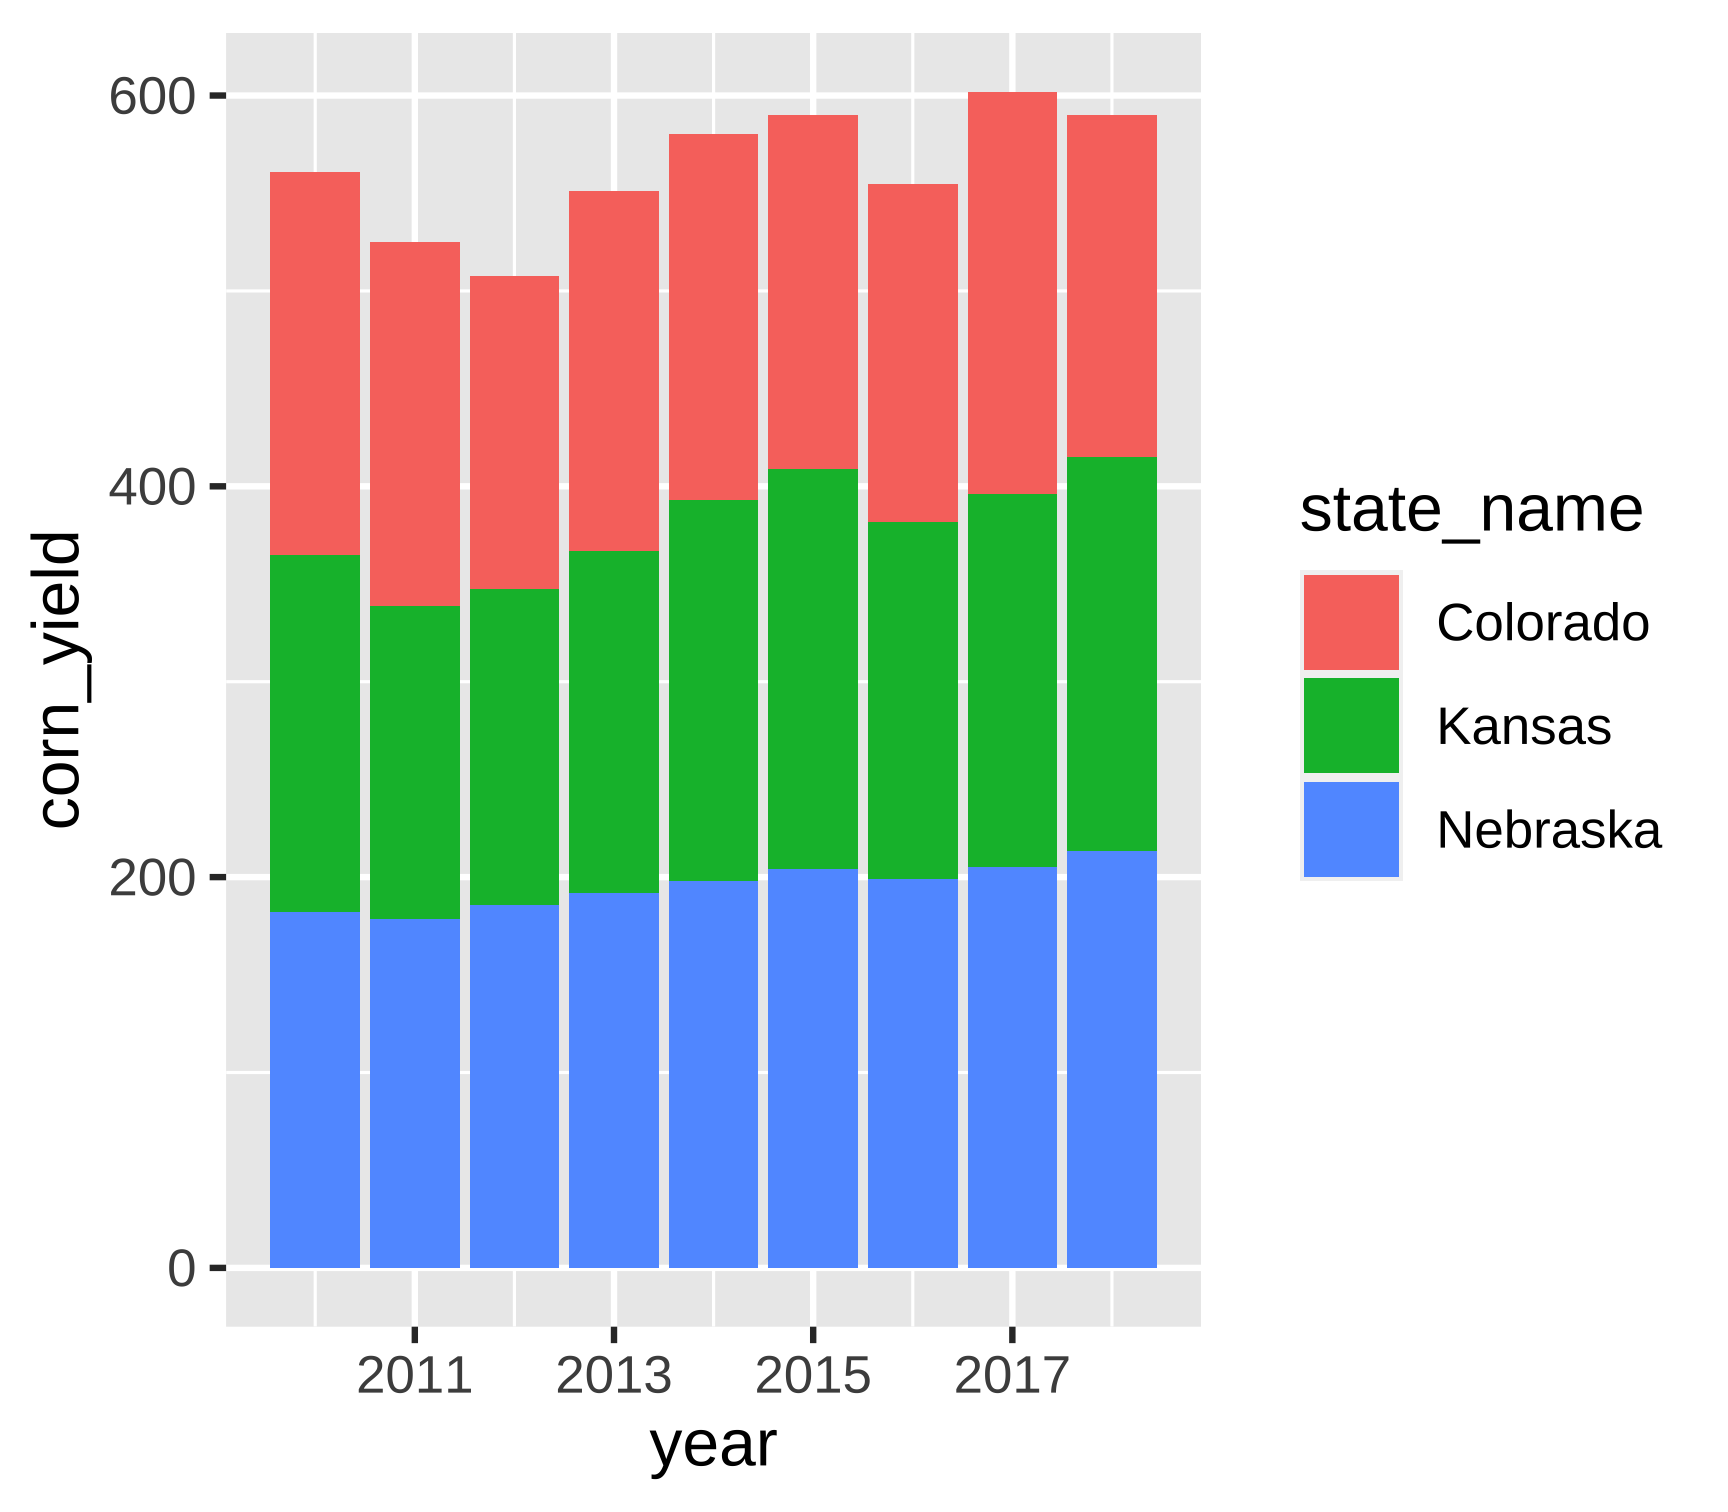 600
400
200
0
2011 2013 2015 2017
year
corn_yield
state_name
Colorado
Kansas
Nebraska